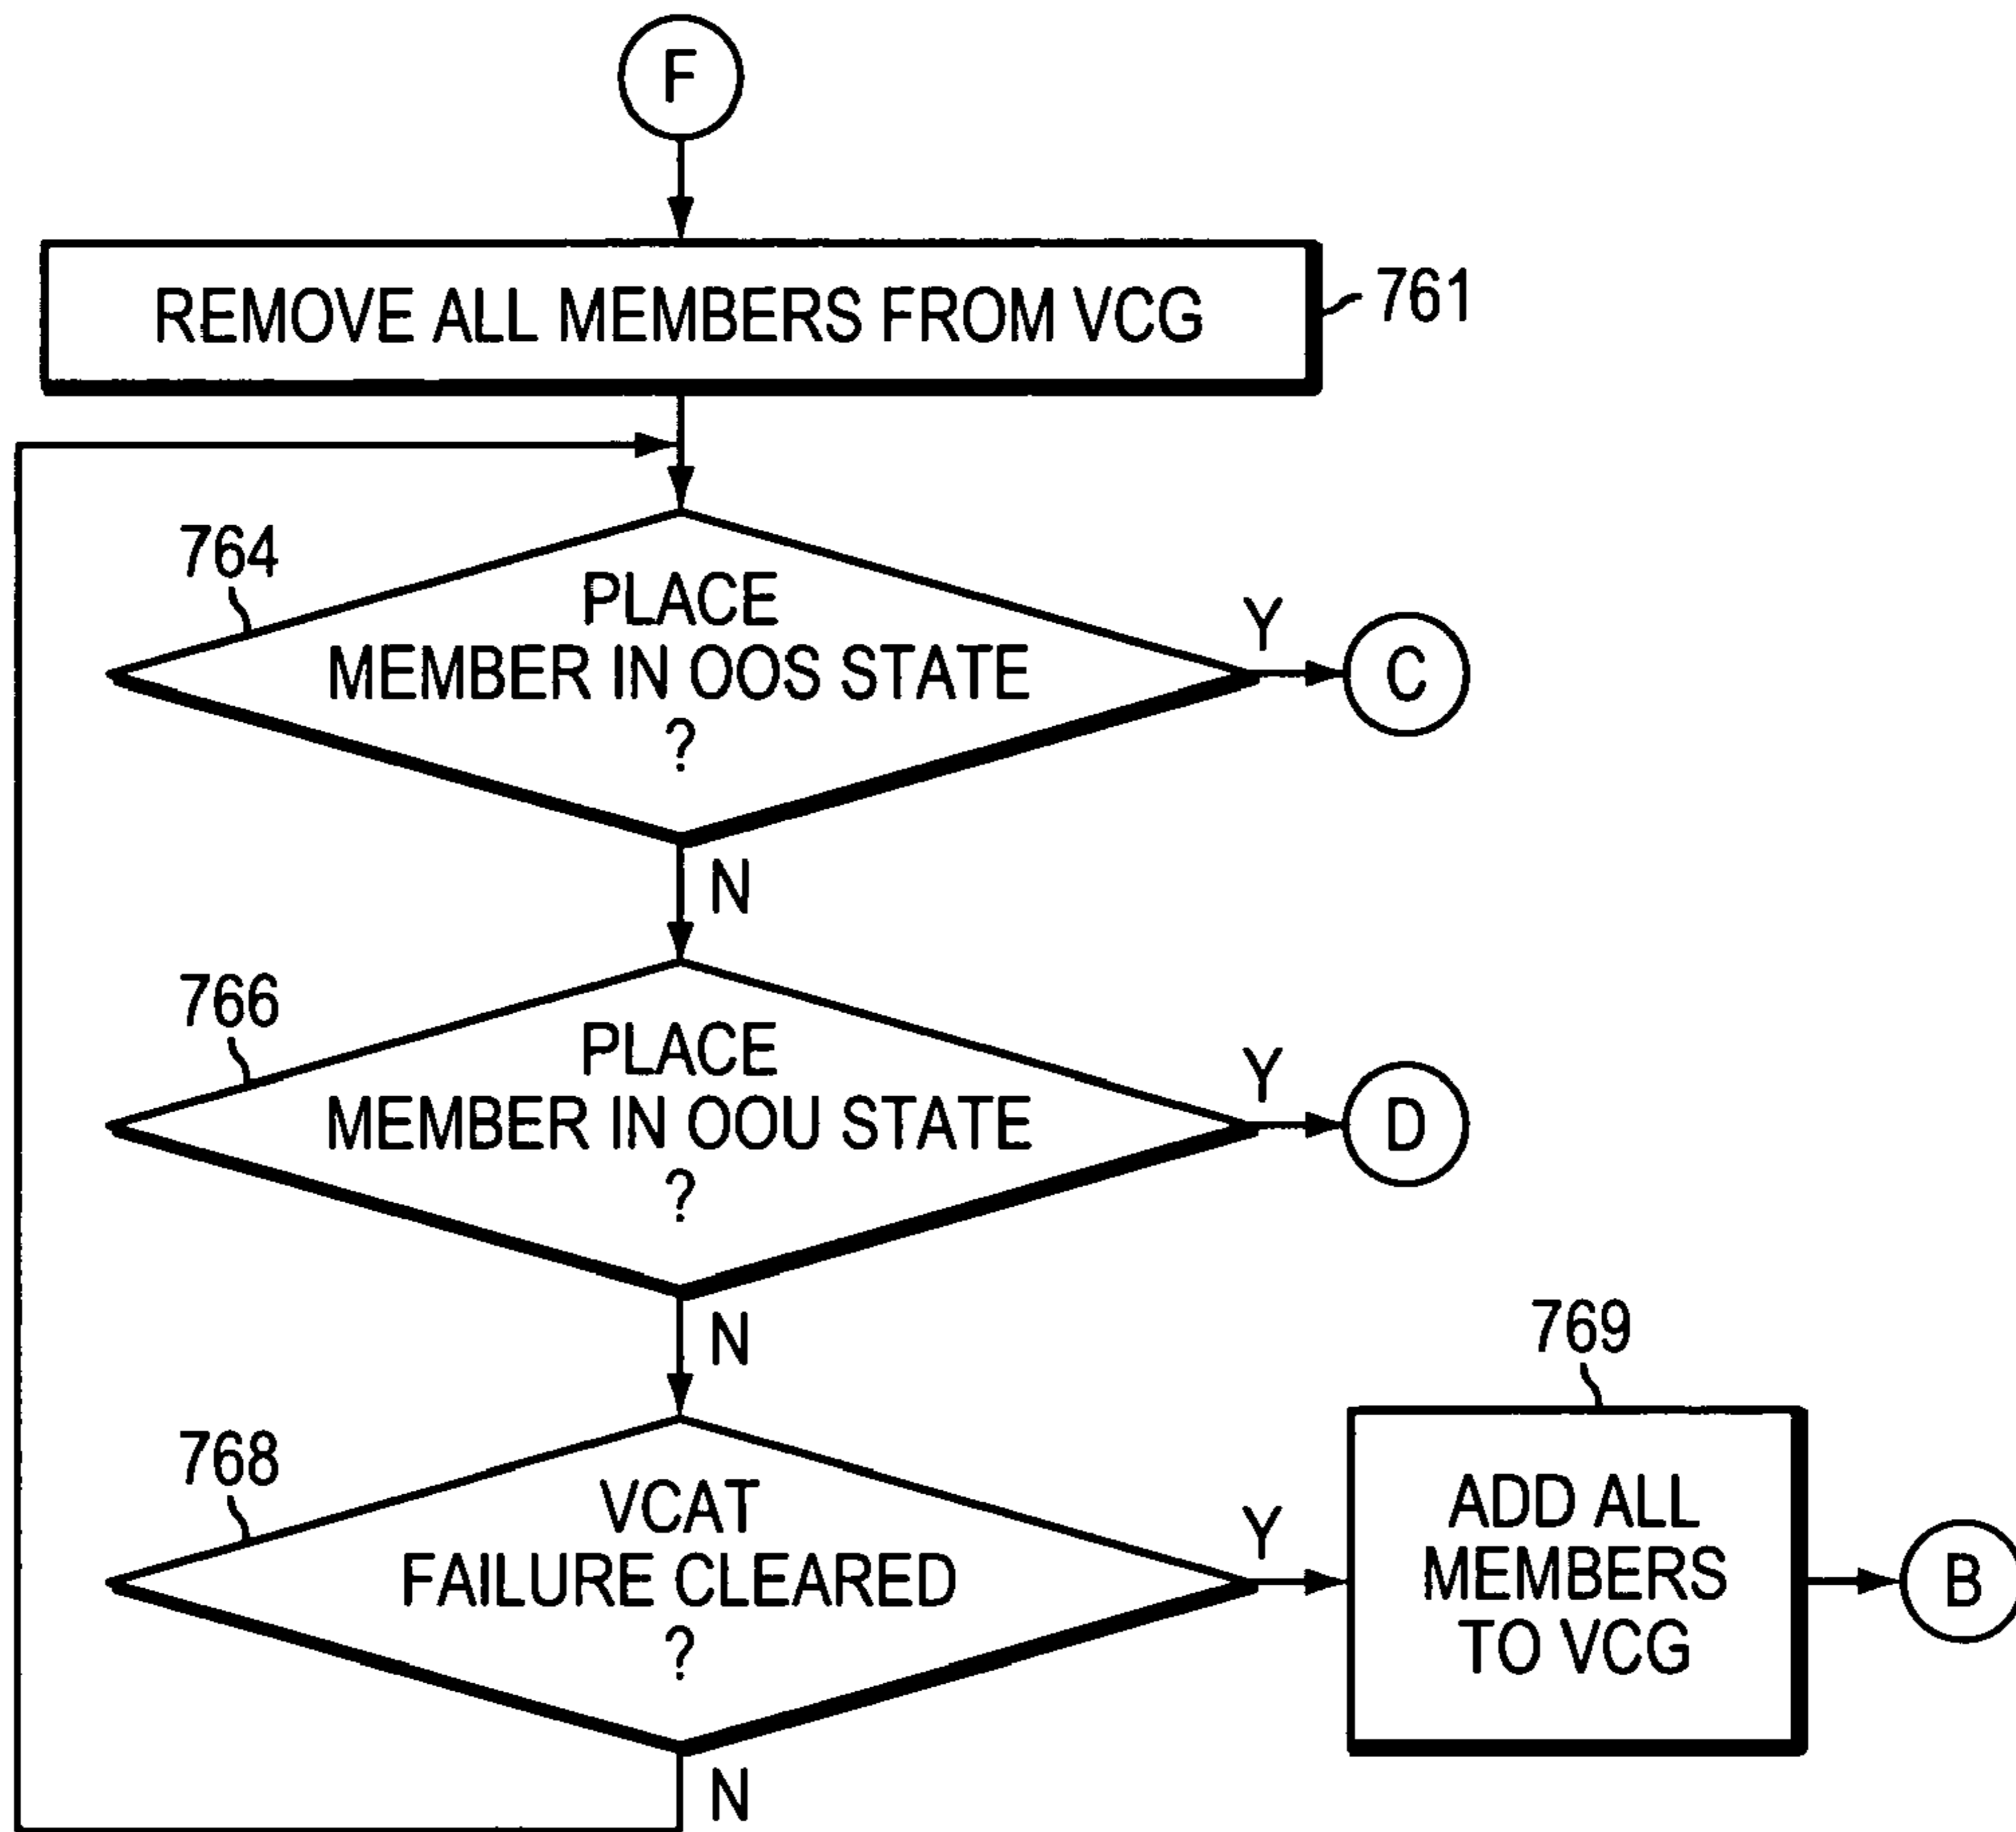 F
REMOVE ALL MEMBERS FROM VCG
761
764
PLACE
MEMBER IN OOS STATE
?
Y
C
N
766
PLACE
MEMBER IN OOU STATE
?
Y
D
N
768
VCAT
FAILURE CLEARED
?
Y
769
ADD ALL
MEMBERS
TO VCG
B
N